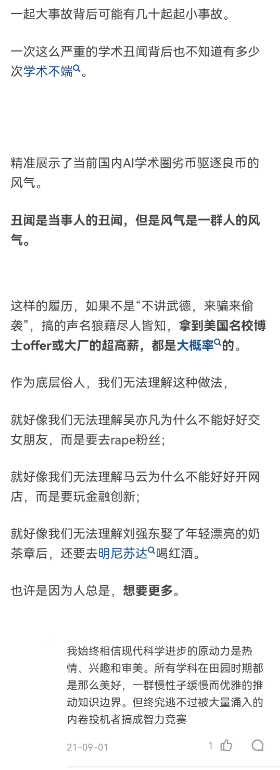 一起大事故背后可能有几十起起小事故。
一次这么严重的学术丑闻背后也不知道有多少
次学术不端。
精准展示了当前国内AI学术圈劣币驱逐良币的
风气。
丑闻是当事人的丑闻，但是风气是一群人的风
气。
这样的履历，如果不是“不讲武德，来骗来偷
袭”，搞的声名狼藉尽人皆知，拿到美国名校博
士offer或大厂的超高薪，都是大概率的。
作为底层俗人，我们无法理解这种做法，
就好像我们无法理解吴亦凡为什么不能好好交
女朋友，而是要去rape粉丝；
就好像我们无法理解马云为什么不能好好开网
店，而是要玩金融创新；
就好像我们无法理解刘强东娶了年轻漂亮的奶
茶章后，还要去明尼苏达喝红酒。
也许是因为人总是，想要更多。
我始终相信现代科学进步的原动力是热
情、兴趣和审美。所有学科在田园时期都
是那么美好，一群慢性子缓慢而优雅的推
动知识边界。但终究逃不过被大量涌入的
内卷投机者搞成智力竞赛
21-09-01 1